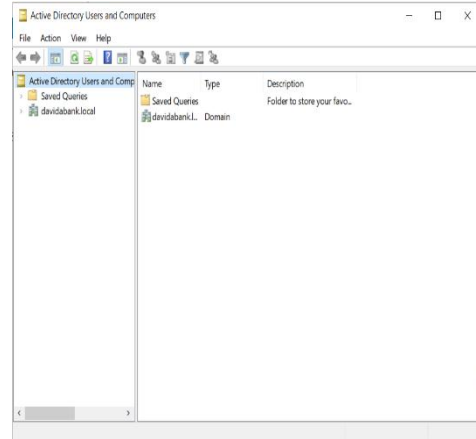 Active Directory Users and Computers
File Action View Help
Active Directory Users and Comp
Saved Queries
davidabank.local
Name Type Description
Saved Queries Folder to store your favo...
davidabank.l... Domain